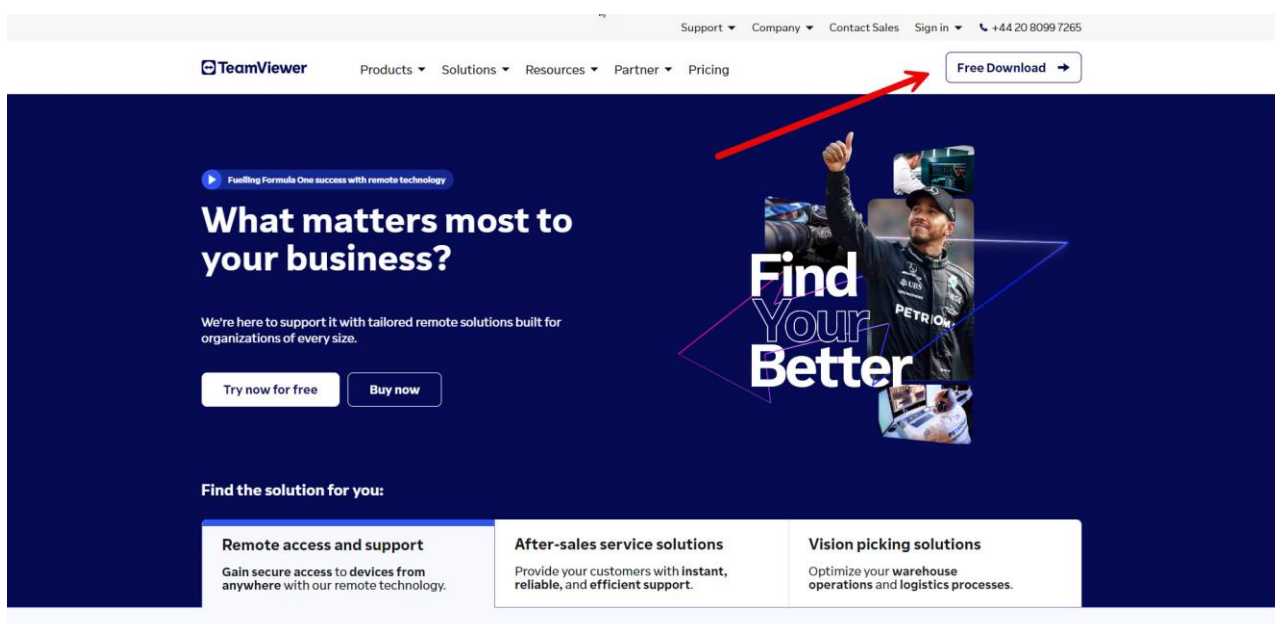 Support Company Contact Sales Sign in +44 20 8099 7265
TeamViewer Products Solutions Resources Partner Pricing Free Download
Fuelling Formula One success with remote technology
What matters most to
your business?
We're here to support it with tailored remote solutions built for
organizations of every size.
Try now for free Buy now
Find
Your
Better
UBS
PETRON
Find the solution for you:
Remote access and support
Gain secure access to devices from
anywhere with our remote technology.
After-sales service solutions
Provide your customers with instant,
reliable, and efficient support.
Vision picking solutions
Optimize your warehouse
operations and logistics processes.